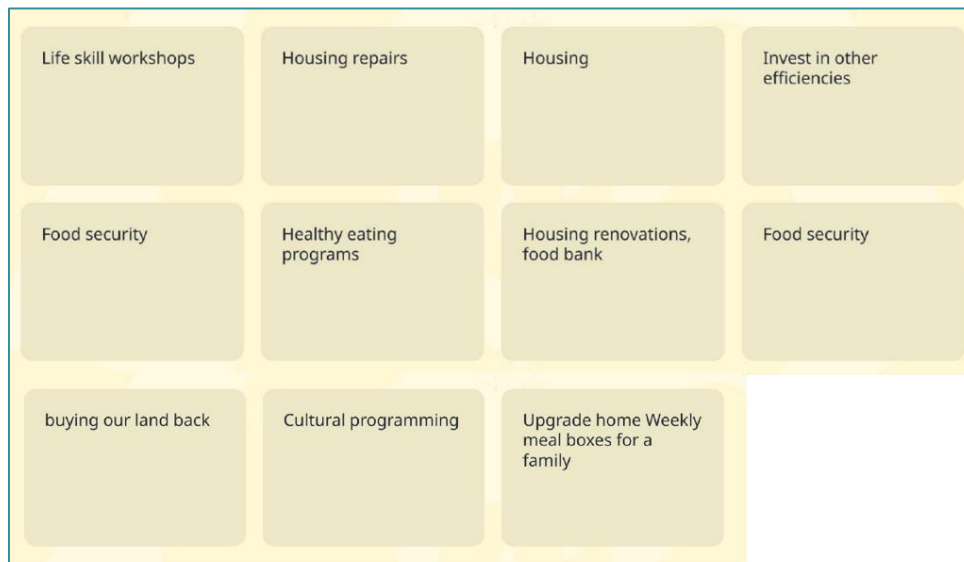 Life skill workshops
Housing repairs
Housing
Invest in other
efficiencies
Food security
Healthy eating
programs
Housing renovations,
food bank
Food security
buying our land back
Cultural programming
Upgrade home Weekly
meal boxes for a
family